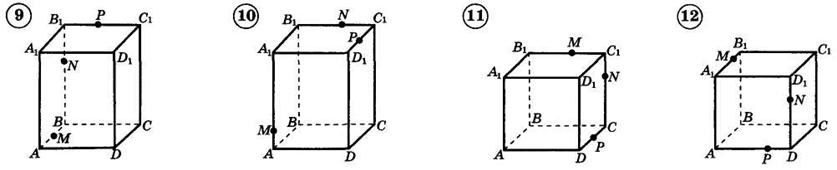 9
B₁ P C₁
A₁ D₁
N
B C
M
A D
10
B₁ N C₁
P
A₁ D₁
B C
M
A D
11
B₁ M C₁
A₁ D₁ N
B C
P
A D
12
B₁ C₁
M
A₁ D₁
N
B C
A P D